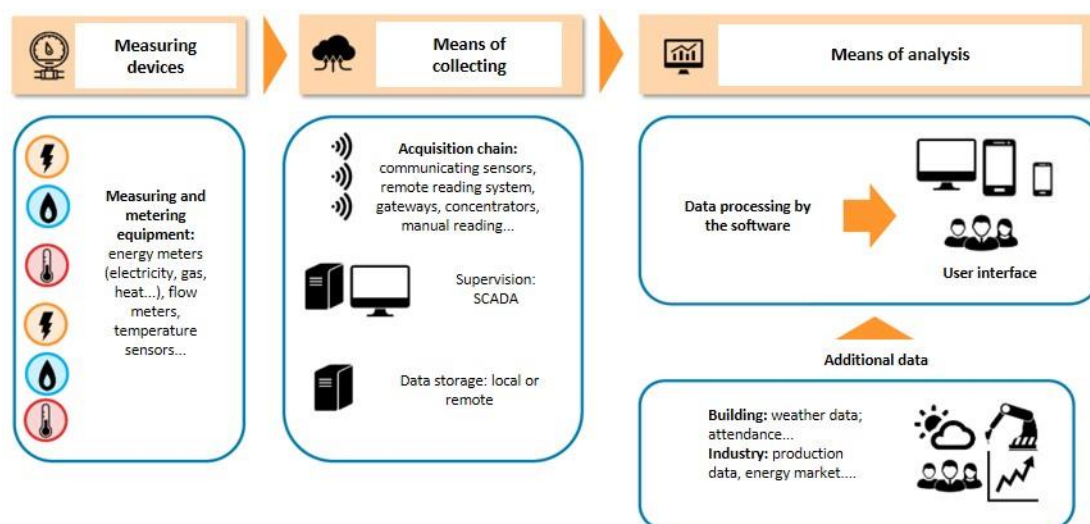 Measuring
devices
Means of
collecting
Means of analysis
Measuring and
metering
equipment:
energy meters
(electricity, gas,
heat...), flow
meters,
temperature
sensors...
Acquisition chain:
communicating sensors,
remote reading system,
gateways, concentrators,
manual reading...
Supervision:
SCADA
Data storage: local or
remote
Data processing by
the software
User interface
Additional data
Building: weather data;
attendance...
Industry: production
data, energy market....